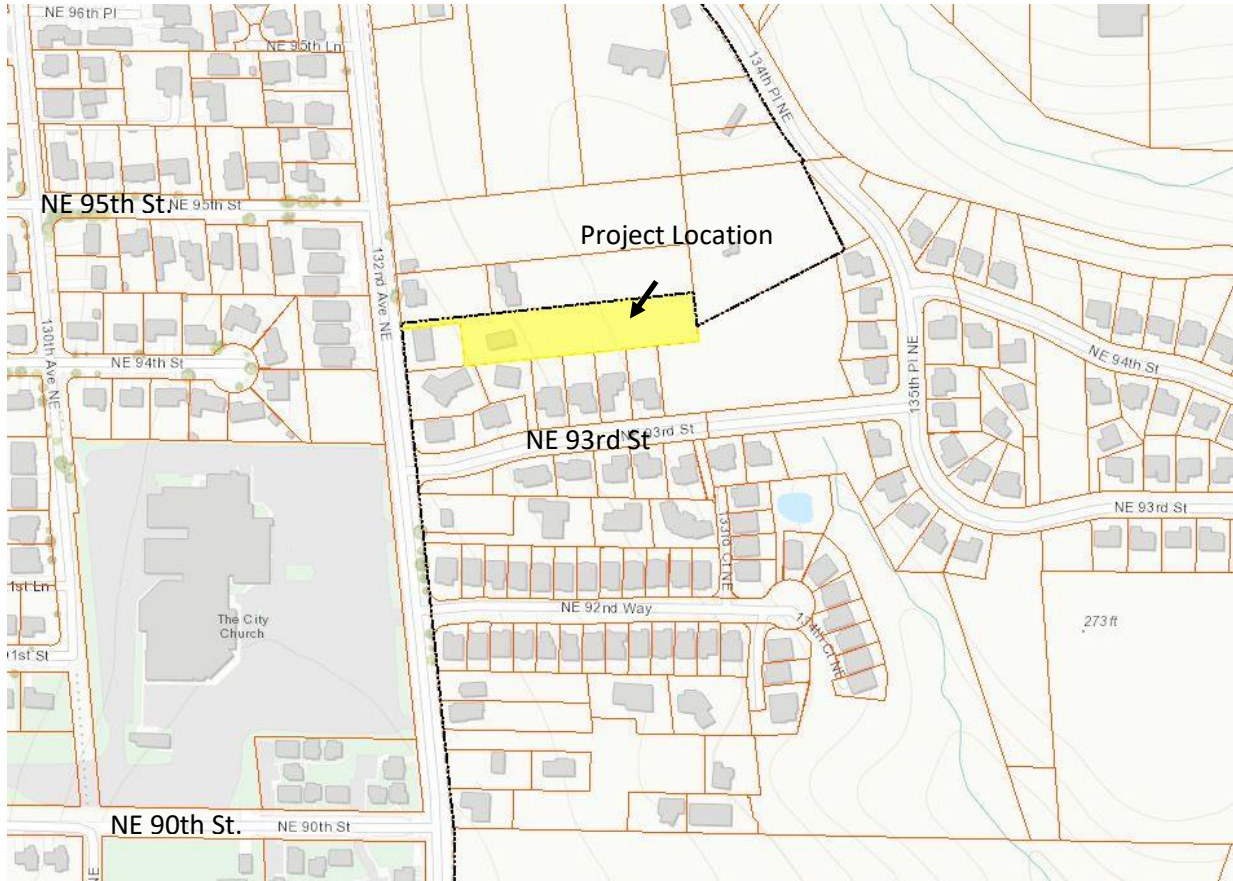 NE 96th Pl
NE 95th Ln
134th Pl NE
NE 95th St.
NE 95th St
132nd Ave NE
Project Location
130th Ave NE
NE 94th St
NE 94th St
135th Pl NE
NE 93rd St
NE 93rd St
NE 93rd St
133rd Ct NE
1st Ln
NE 92nd Way
The City
Church
134th Ct NE
273 ft
1st St
NE 90th St.
NE 90th St
NE